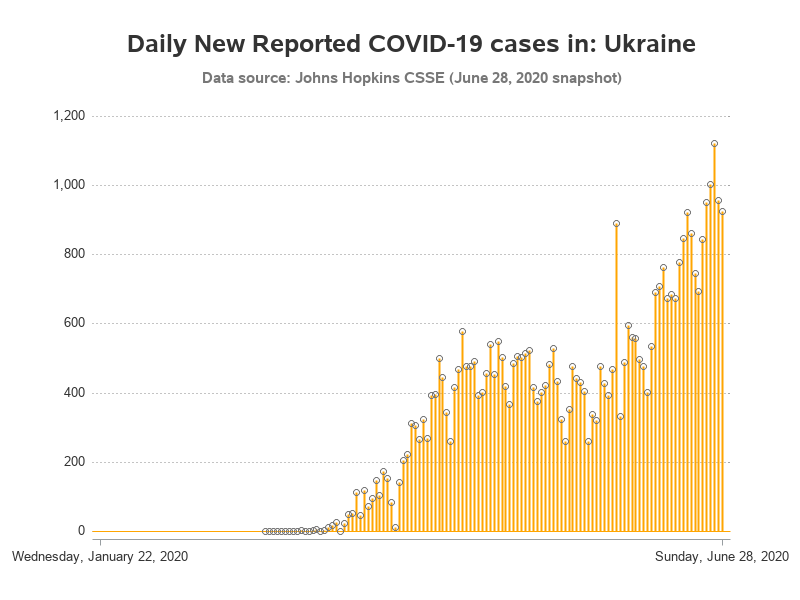 Daily New Reported COVID-19 cases in: Ukraine
Data source: Johns Hopkins CSSE (June 28, 2020 snapshot)
1,200
1,000
800
600
400
200
0
Wednesday, January 22, 2020 Sunday, June 28, 2020